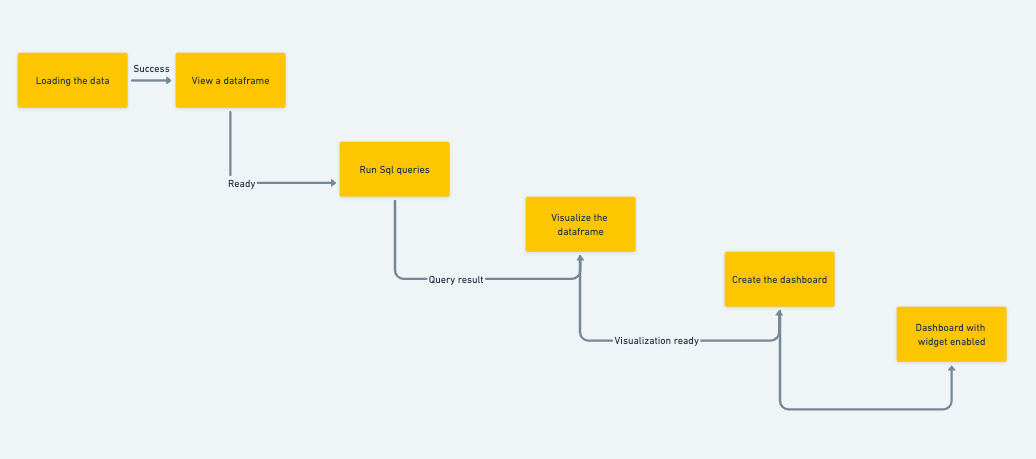 Loading the data
Success
View a dataframe
Ready
Run Sql queries
Query result
Visualize the
dataframe
Visualization ready
Create the dashboard
Dashboard with
widget enabled